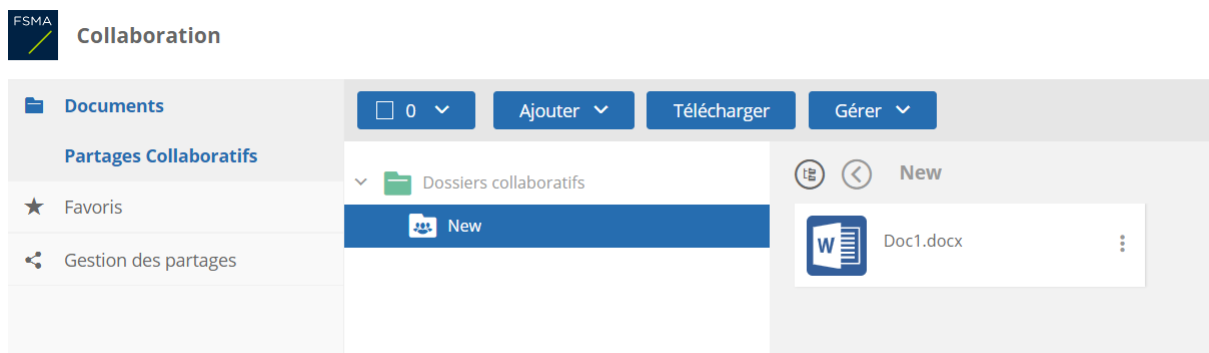 FSMA
Collaboration
Documents
Partages Collaboratifs
Favoris
Gestion des partages
0
Ajouter
Télécharger
Gérer
Dossiers collaboratifs
New
New
W
Doc1.docx